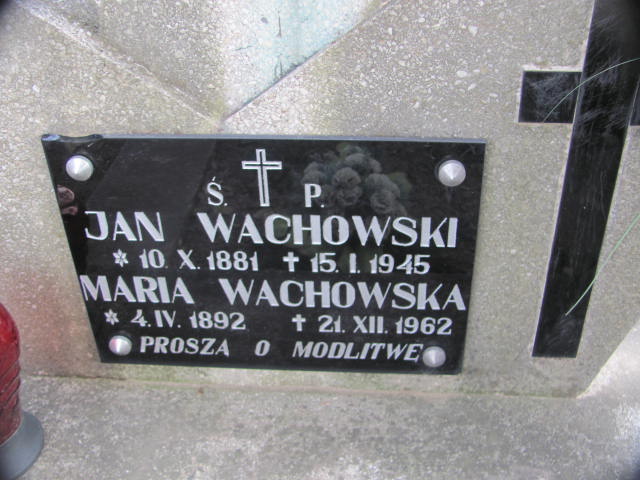 Ś. P.
JAN WACHOWSKI
* 10. X. 1881 ✝ 15. I. 1945
MARIA WACHOWSKA
* 4. IV. 1892 ✝ 21. XII. 1962
PROSZĄ O MODLITWĘ